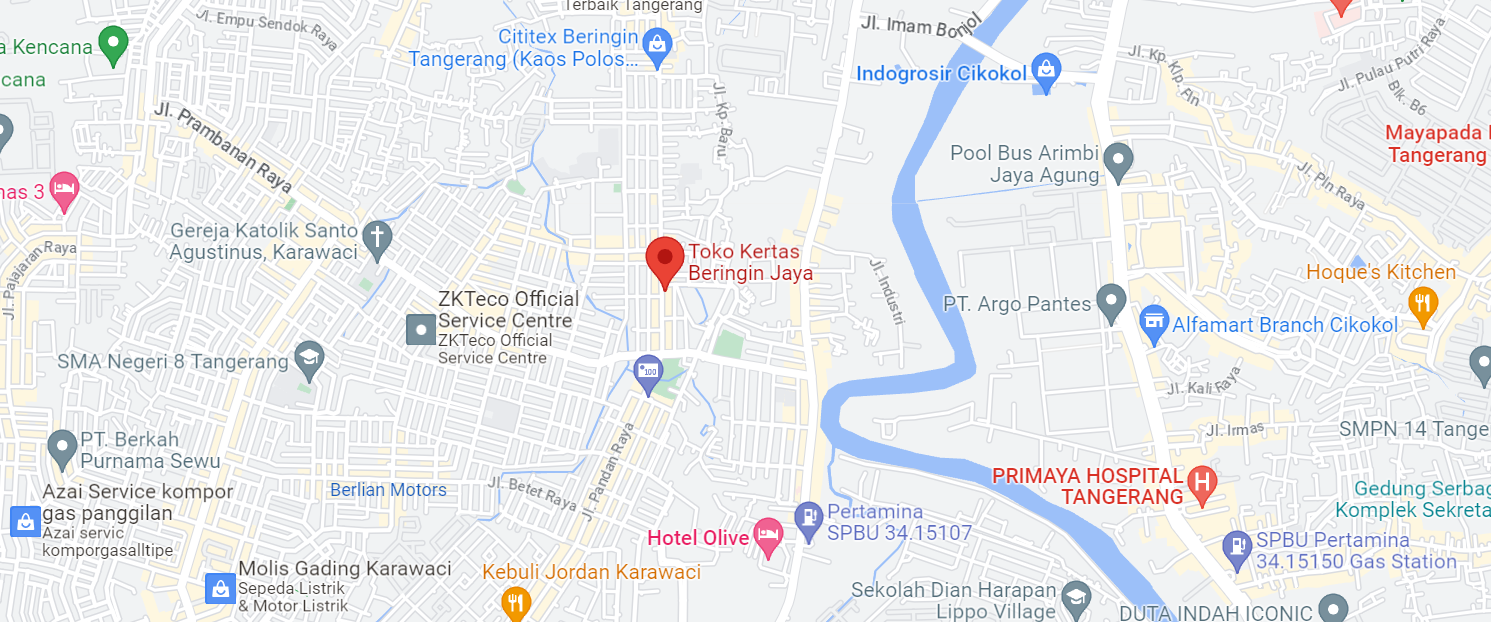 Terbaik Tangerang
Jl. Empu Sendok Raya
a Kencana
cana
Cititex Beringin
Tangerang (Kaos Polos...
Jl. Imam Bonjol
Indogrosir Cikokol
Jl. Kp. Klp. Pln
Jl. Pulau Putri Raya
Blk. B6
Mayapada
Tangerang
Jl. Prambanan Raya
Jl. Kp. Baru
Pool Bus Arimbi
Jaya Agung
Jl. Pln Raya
nas 3
Gereja Katolik Santo
Agustinus, Karawaci
Jl. Pajajaran Raya
Toko Kertas
Beringin Jaya
Jl. Industri
Hoque's Kitchen
PT. Argo Pantes
Alfamart Branch Cikokol
ZKTeco Official
Service Centre
ZKTeco Official
Service Centre
SMA Negeri 8 Tangerang
100
Jl. Kali Raya
Jl. Irmas
SMPN 14 Tange
PT. Berkah
Purnama Sewu
Jl. Pandan Raya
Berlian Motors
Jl. Betet Raya
PRIMAYA HOSPITAL
TANGERANG
H
Gedung Serbag
Komplek Sekreta
Azai Service kompor
gas panggilan
Azai servic
komporgasalltipe
Pertamina
SPBU 34.15107
Hotel Olive
SPBU Pertamina
34.15150 Gas Station
Molis Gading Karawaci
Sepeda Listrik
& Motor Listrik
Kebuli Jordan Karawaci
Sekolah Dian Harapan
Lippo Village
DUTA INDAH ICONIC